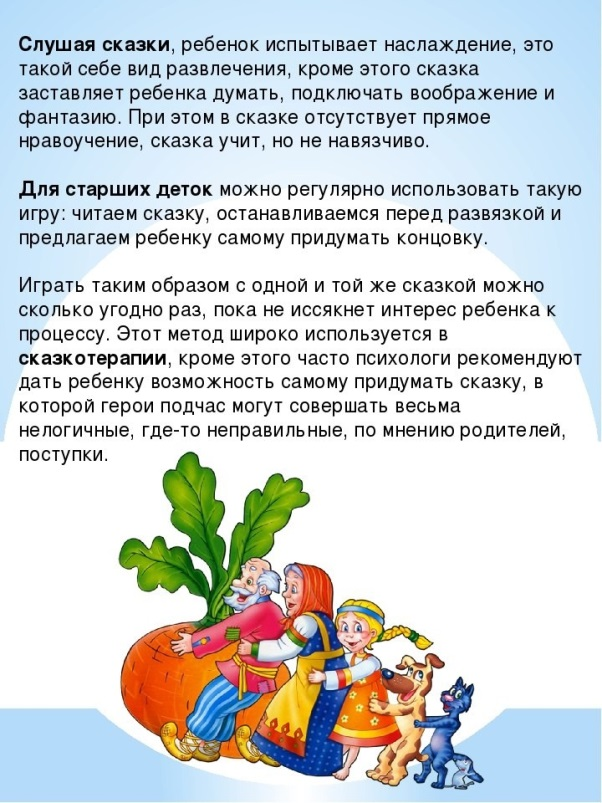 Слушая сказки, ребенок испытывает наслаждение, это
такой себе вид развлечения, кроме этого сказка
заставляет ребенка думать, подключать воображение и
фантазию. При этом в сказке отсутствует прямое
нравоучение, сказка учит, но не навязчиво.
Для старших деток можно регулярно использовать такую
игру: читаем сказку, останавливаемся перед развязкой и
предлагаем ребенку самому придумать концовку.
Играть таким образом с одной и той же сказкой можно
сколько угодно раз, пока не иссякнет интерес ребенка к
процессу. Этот метод широко используется в
сказкотерапии, кроме этого часто психологи рекомендуют
дать ребенку возможность самому придумать сказку, в
которой герои подчас могут совершать весьма
нелогичные, где-то неправильные, по мнению родителей,
поступки.